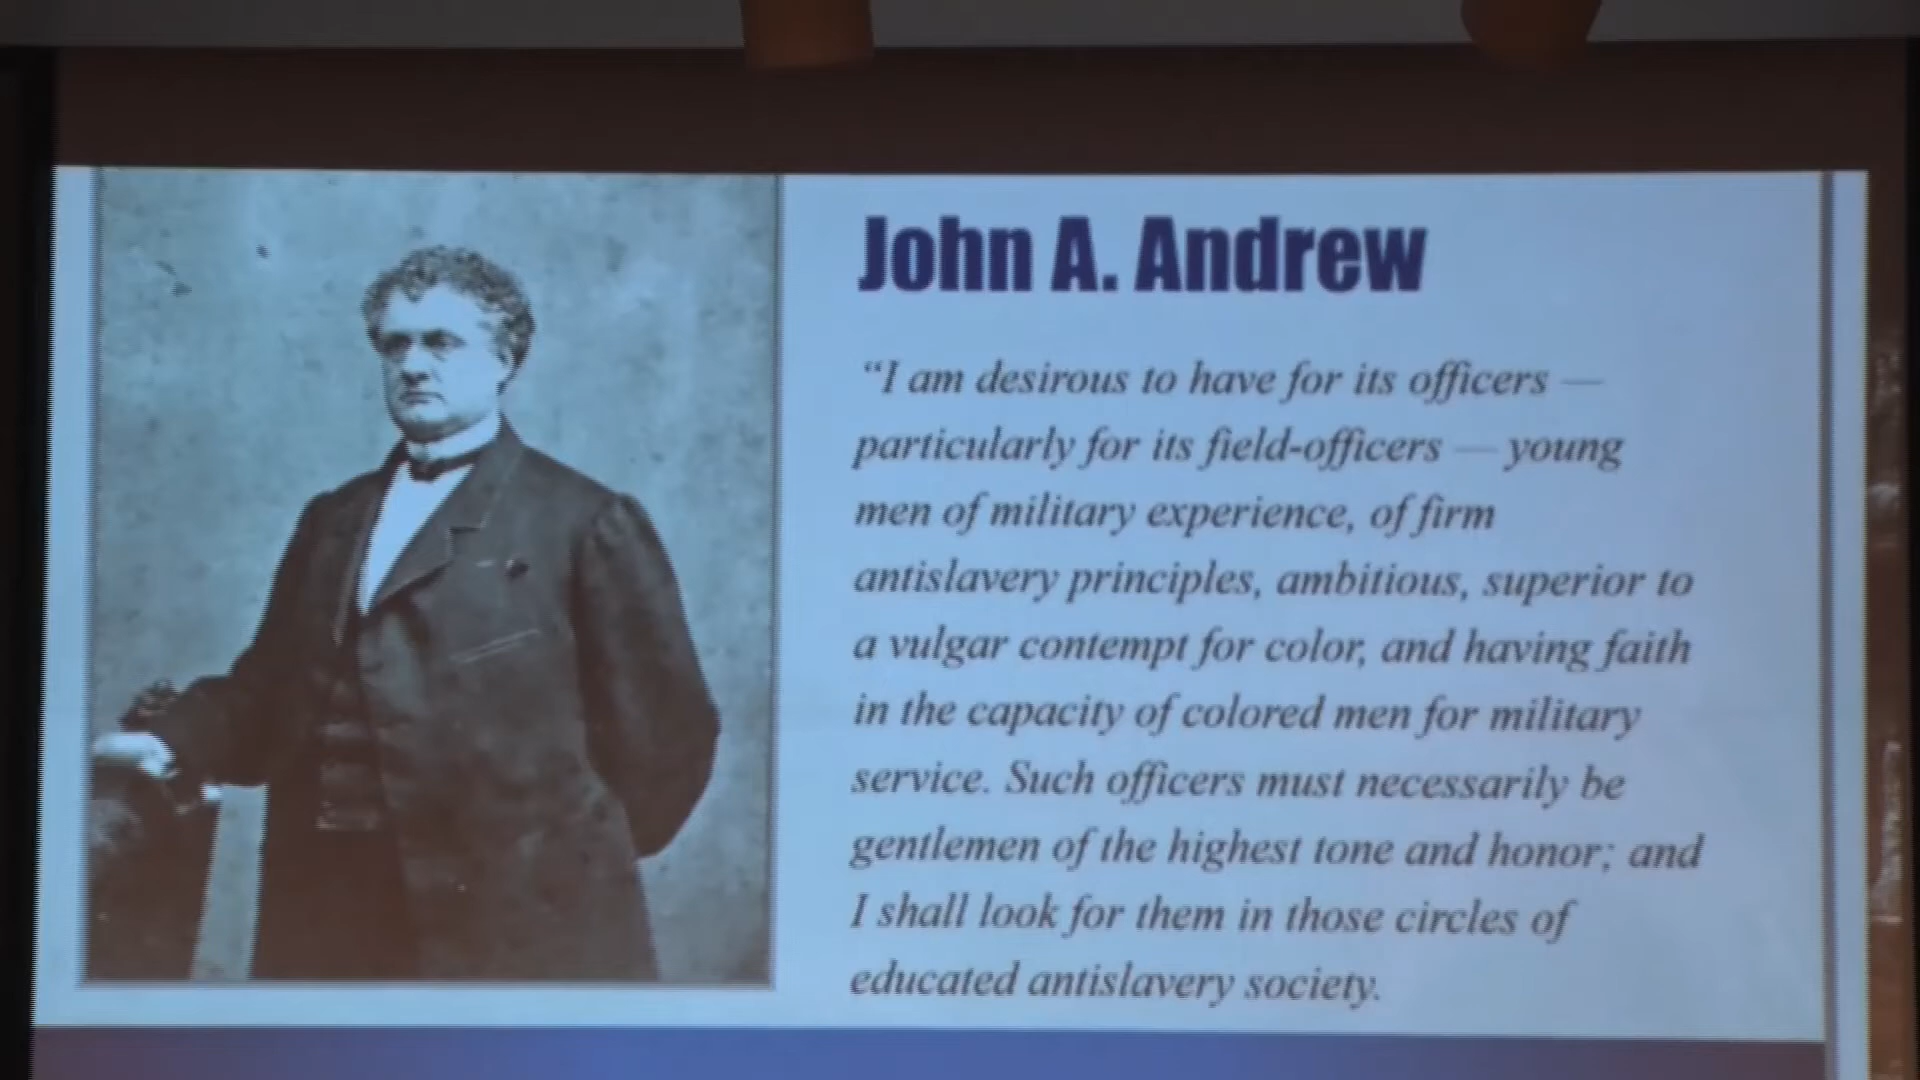 John A. Andrew
“I am desirous to have for its officers —
particularly for its field-officers — young
men of military experience, of firm
antislavery principles, ambitious, superior to
a vulgar contempt for color, and having faith
in the capacity of colored men for military
service. Such officers must necessarily be
gentlemen of the highest tone and honor; and
I shall look for them in those circles of
educated antislavery society.